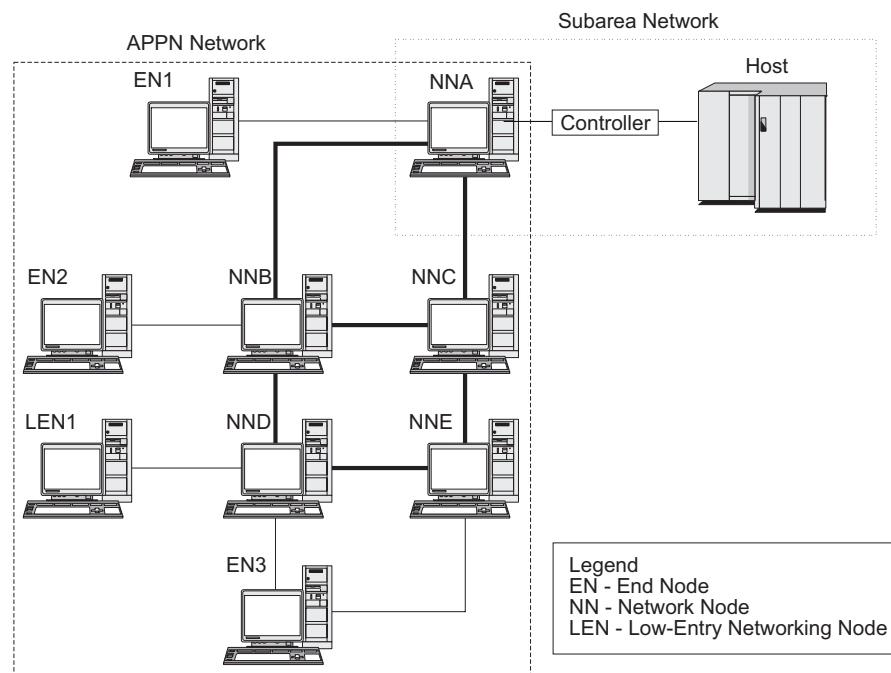 Subarea Network
APPN Network
EN1
NNA
Host
Controller
EN2
NNB
NNC
LEN1
NND
NNE
EN3
Legend
EN - End Node
NN - Network Node
LEN - Low-Entry Networking Node